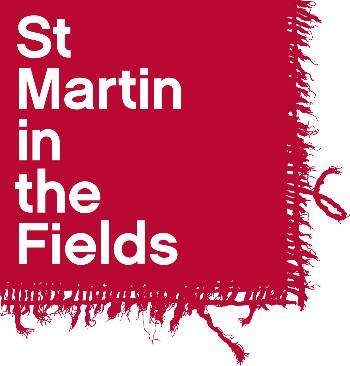 St
Martin
in
the
Fields